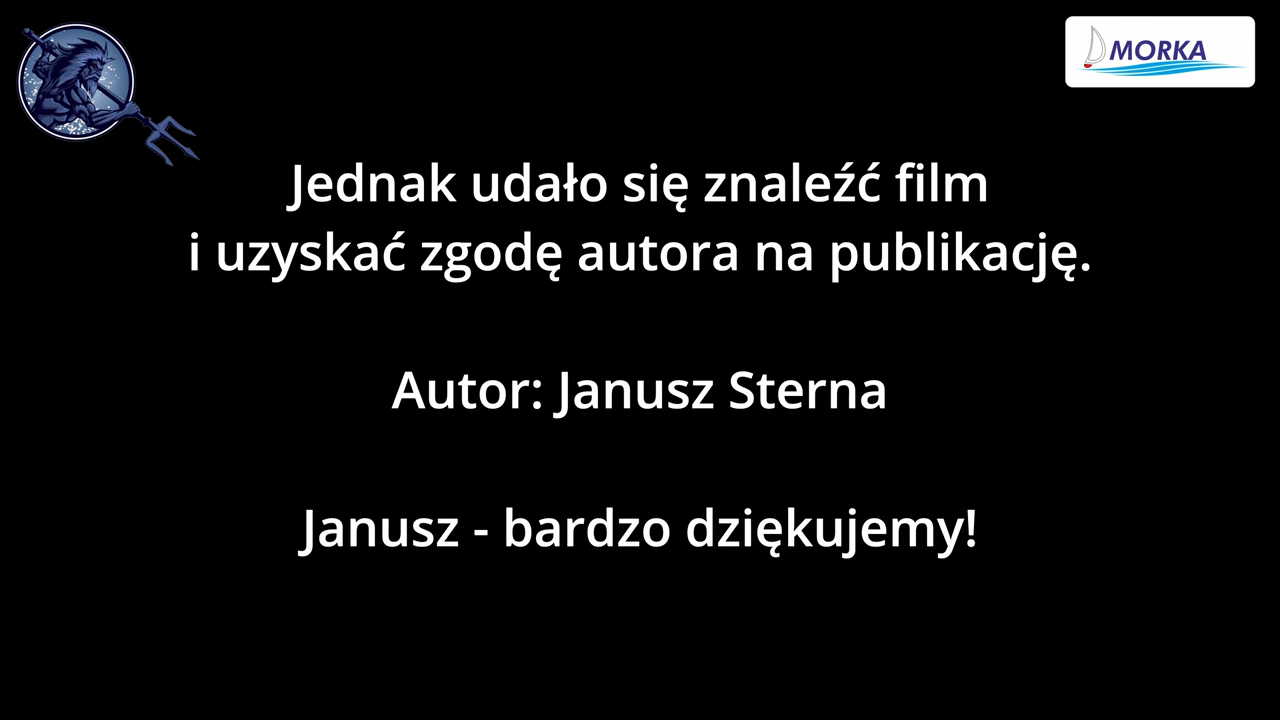 MORKA
Jednak udało się znaleźć film
i uzyskać zgodę autora na publikację.
Autor: Janusz Sterna
Janusz - bardzo dziękujemy!